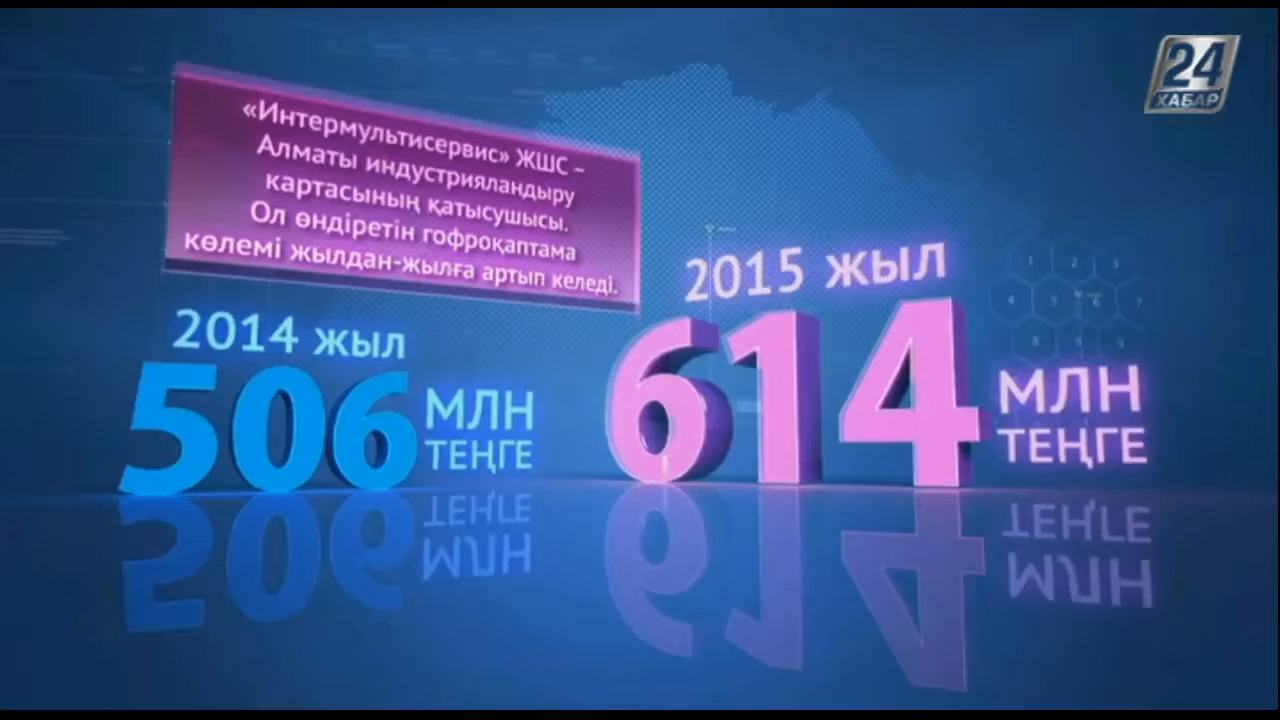 24
ХАБАР
«Интермультисервис» ЖШС –
Алматы индустрияландыру
картасының қатысушысы.
Ол өндіретін гофроқаптама
көлемі жылдан-жылға артып келеді.
2014 жыл
506 МЛН
ТЕҢГЕ
2015 жыл
614 МЛН
ТЕҢГЕ